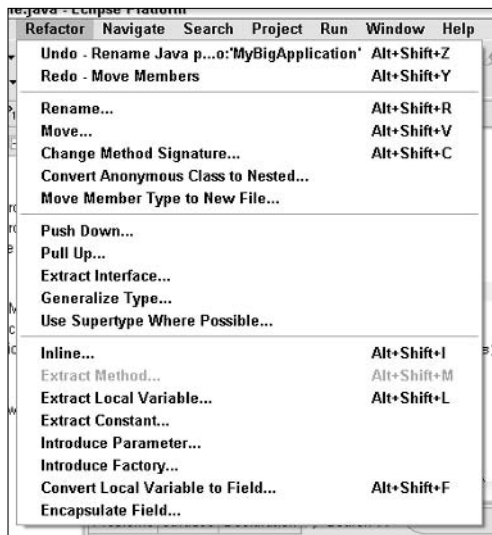 e.java - Eclipse Platform
Refactor Navigate Search Project Run Window Help
Undo - Rename Java p...o:'MyBigApplication' Alt+Shift+Z
Redo - Move Members Alt+Shift+Y
Rename... Alt+Shift+R
Move... Alt+Shift+V
Change Method Signature... Alt+Shift+C
Convert Anonymous Class to Nested...
Move Member Type to New File...
Push Down...
Pull Up...
Extract Interface...
Generalize Type...
Use Supertype Where Possible...
Inline... Alt+Shift+I
Extract Method... Alt+Shift+M
Extract Local Variable... Alt+Shift+L
Extract Constant...
Introduce Parameter...
Introduce Factory...
Convert Local Variable to Field... Alt+Shift+F
Encapsulate Field...